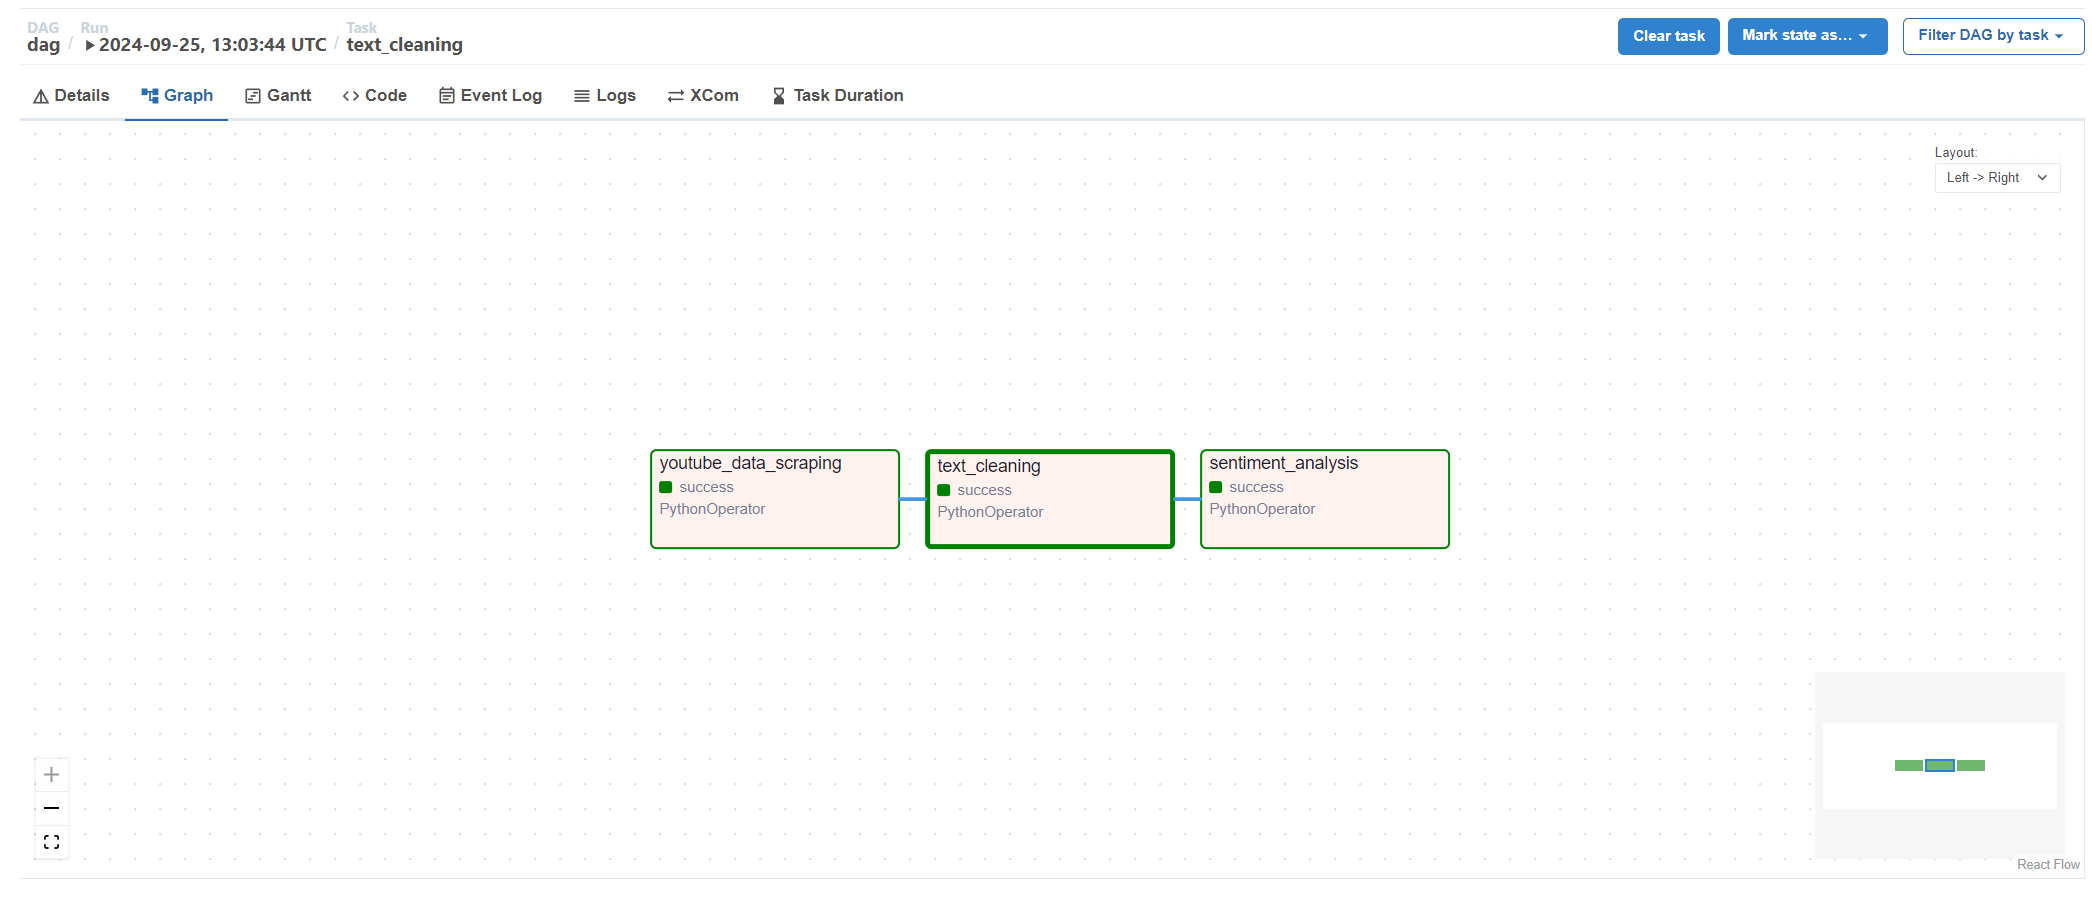 DAG Run Task
dag / 2024-09-25, 13:03:44 UTC / text_cleaning
Clear task Mark state as... Filter DAG by task
Details Graph Gantt Code Event Log Logs XCom Task Duration
Layout:
Left -> Right
youtube_data_scraping
success
PythonOperator
text_cleaning
success
PythonOperator
sentiment_analysis
success
PythonOperator
React Flow